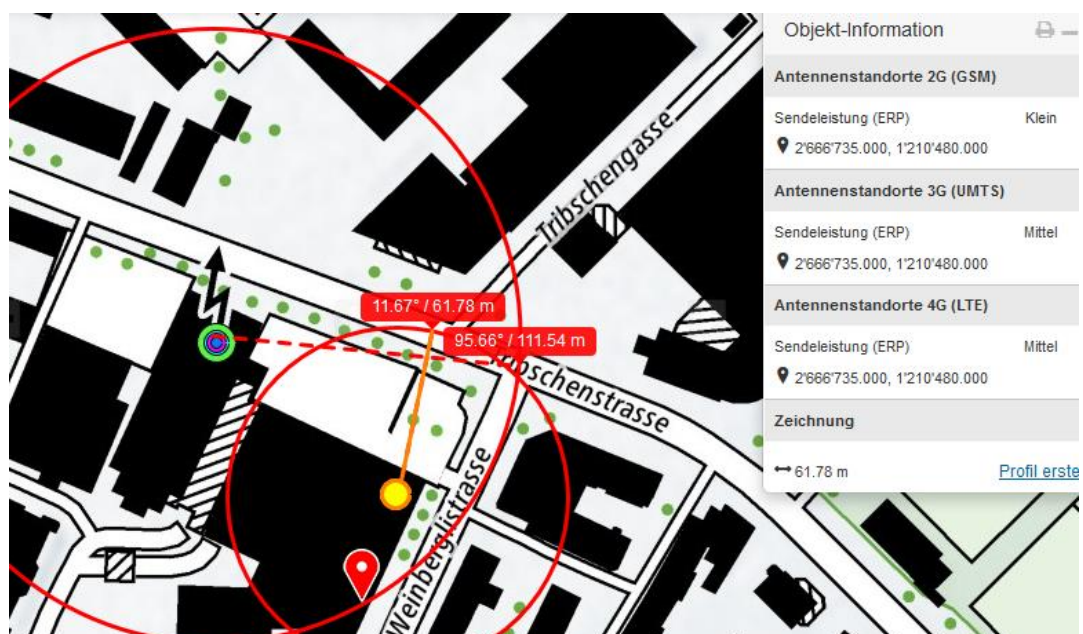 Objekt-Information
Antennenstandorte 2G (GSM)
Sendeleistung (ERP) Klein
2'666'735.000, 1'210'480.000
Antennenstandorte 3G (UMTS)
Sendeleistung (ERP) Mittel
2'666'735.000, 1'210'480.000
Antennenstandorte 4G (LTE)
Sendeleistung (ERP) Mittel
2'666'735.000, 1'210'480.000
Zeichnung
61.78 m Profil erste
Tribschengasse
11.67° / 61.78 m
95.66° / 111.54 m
Tribschenstrasse
Weinberglistrasse